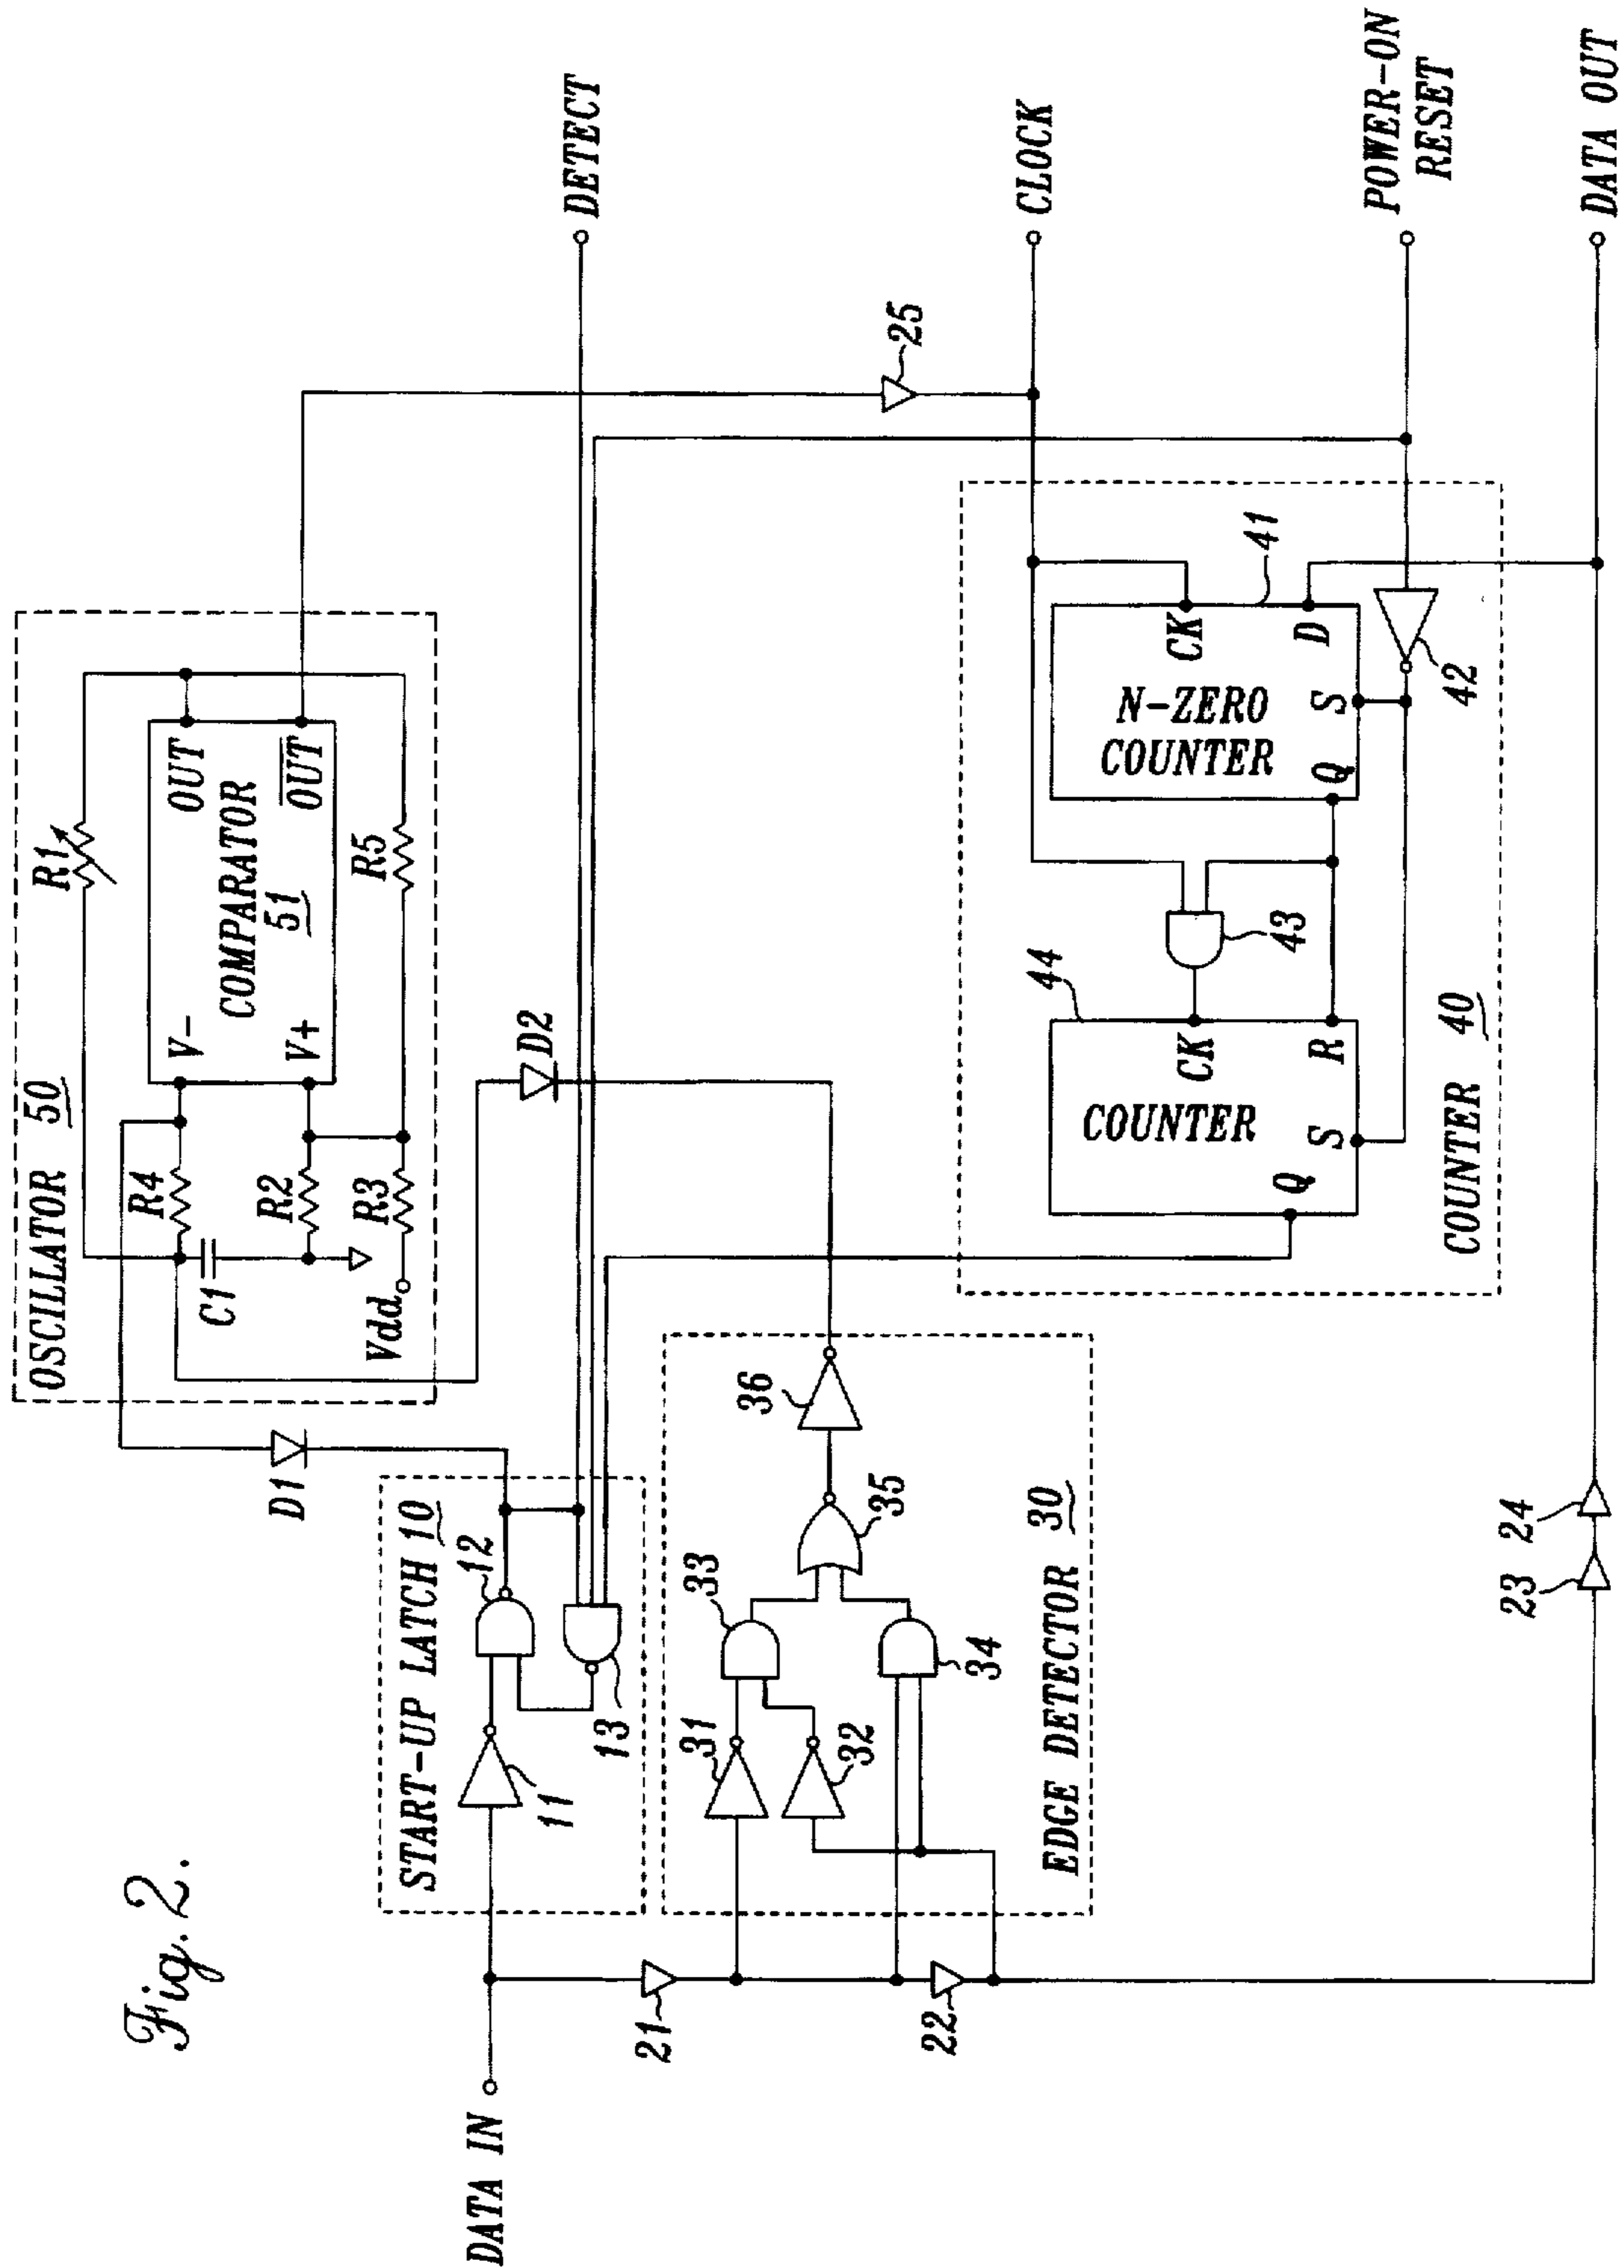 Fig. 2.
OSCILLATOR 50
R1
R4
C1
R2
R3
Vdd
V-
V+
COMPARATOR
51
OUT
OUT
R5
D1
D2
DETECT
START-UP LATCH 10
11
12
13
DATA IN
21
22
EDGE DETECTOR 30
31
32
33
34
35
36
25
CLOCK
COUNTER 40
COUNTER
44
CK
R
S
Q
43
N-ZERO
COUNTER
41
CK
D
S
Q
42
POWER-ON
RESET
23
24
DATA OUT